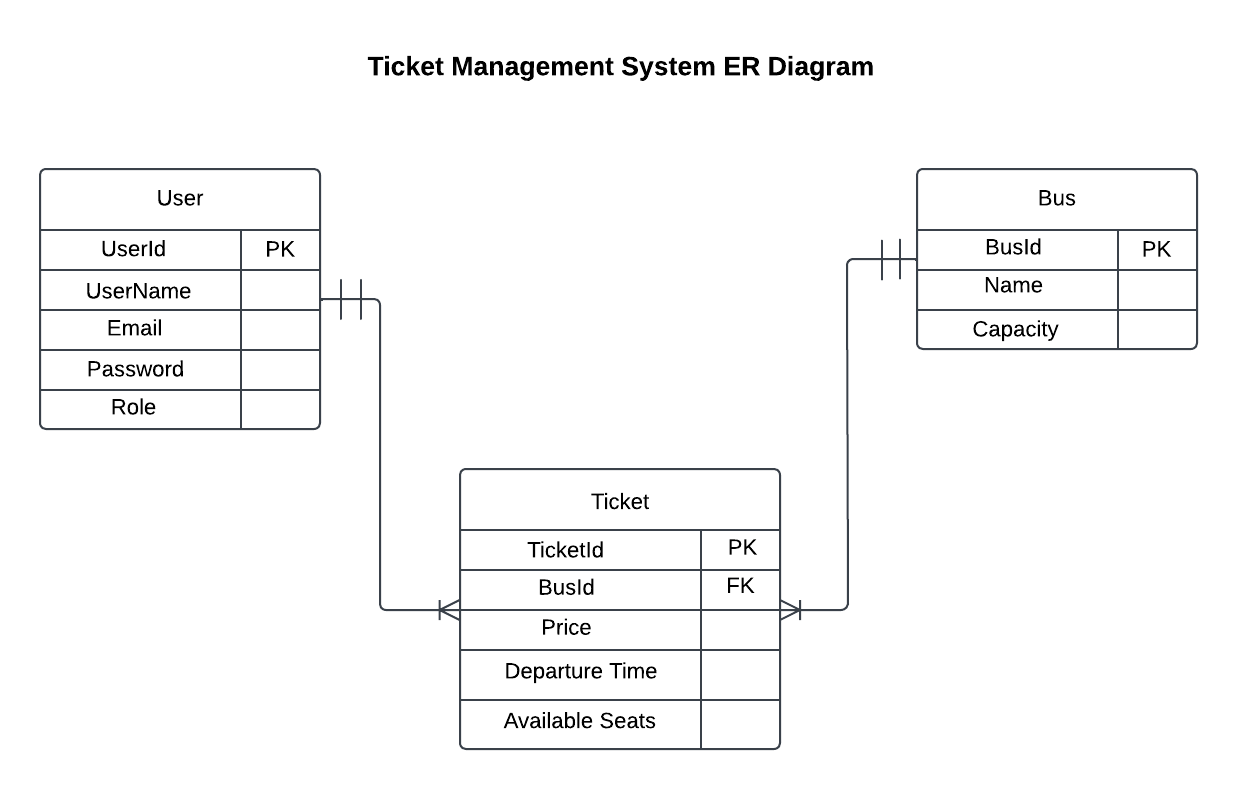 Ticket Management System ER Diagram
User
UserId PK
UserName
Email
Password
Role
Bus
BusId PK
Name
Capacity
Ticket
TicketId PK
BusId FK
Price
Departure Time
Available Seats